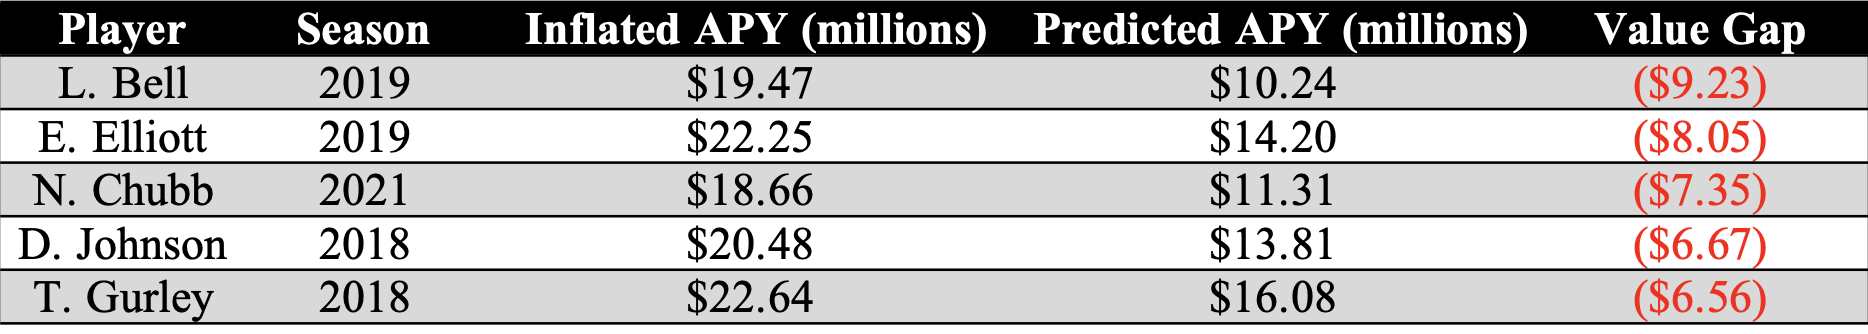 Player Season Inflated APY (millions) Predicted APY (millions) Value Gap
L. Bell 2019 $19.47 $10.24 ($9.23)
E. Elliott 2019 $22.25 $14.20 ($8.05)
N. Chubb 2021 $18.66 $11.31 ($7.35)
D. Johnson 2018 $20.48 $13.81 ($6.67)
T. Gurley 2018 $22.64 $16.08 ($6.56)